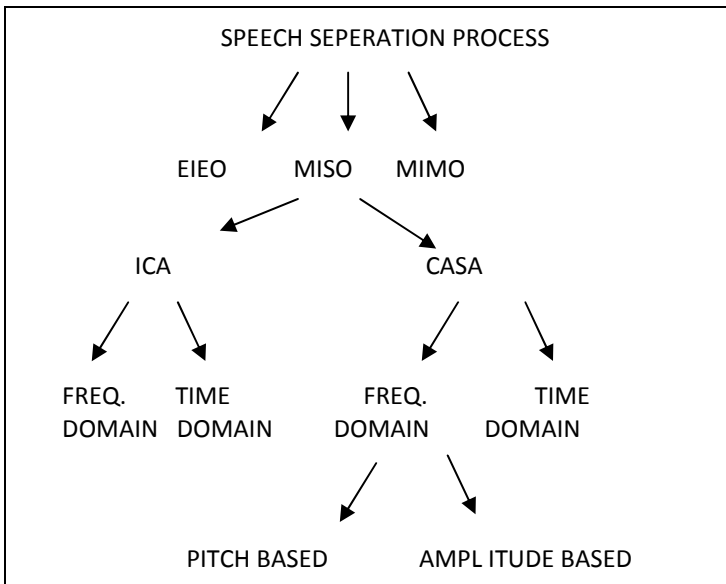 SPEECH SEPERATION PROCESS
EIEO MISO MIMO
ICA CASA
FREQ. TIME FREQ. TIME
DOMAIN DOMAIN DOMAIN DOMAIN
PITCH BASED AMPL ITUDE BASED